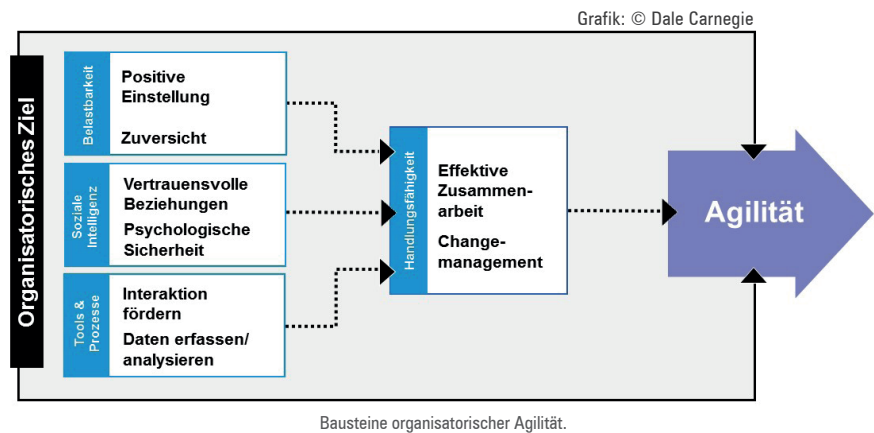 Grafik: © Dale Carnegie
Organisatorisches Ziel
Belastbarkeit
Positive
Einstellung
Zuversicht
Soziale
Intelligenz
Vertrauensvolle
Beziehungen
Psychologische
Sicherheit
Tools &
Prozesse
Interaktion
fördern
Daten erfassen/
analysieren
Handlungsfähigkeit
Effektive
Zusammen-
arbeit
Change-
management
Agilität
Bausteine organisatorischer Agilität.